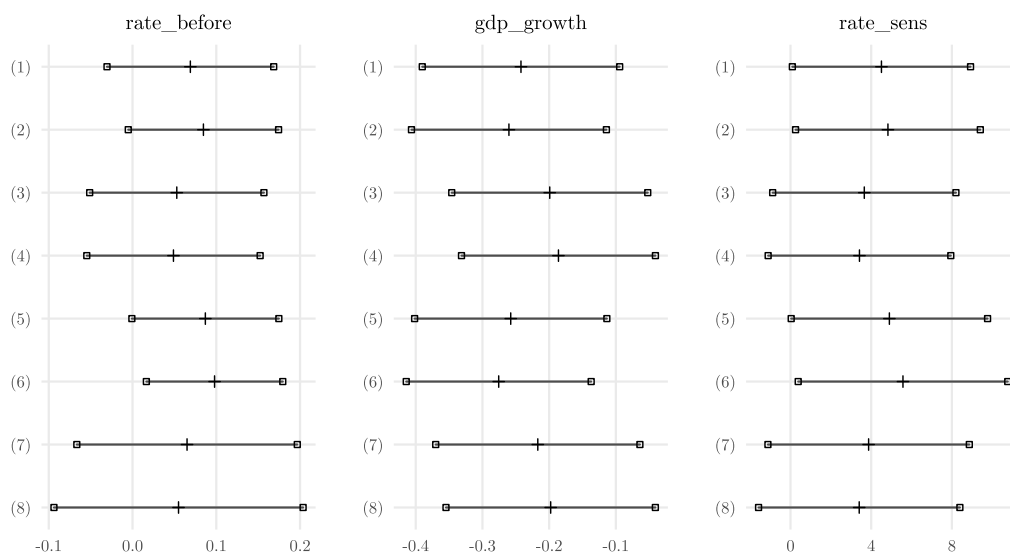 rate_before gdp_growth rate_sens
(1) (1) (1)
(2) (2) (2)
(3) (3) (3)
(4) (4) (4)
(5) (5) (5)
(6) (6) (6)
(7) (7) (7)
(8) (8) (8)
-0.1 0.0 0.1 0.2 -0.4 -0.3 -0.2 -0.1 0 4 8